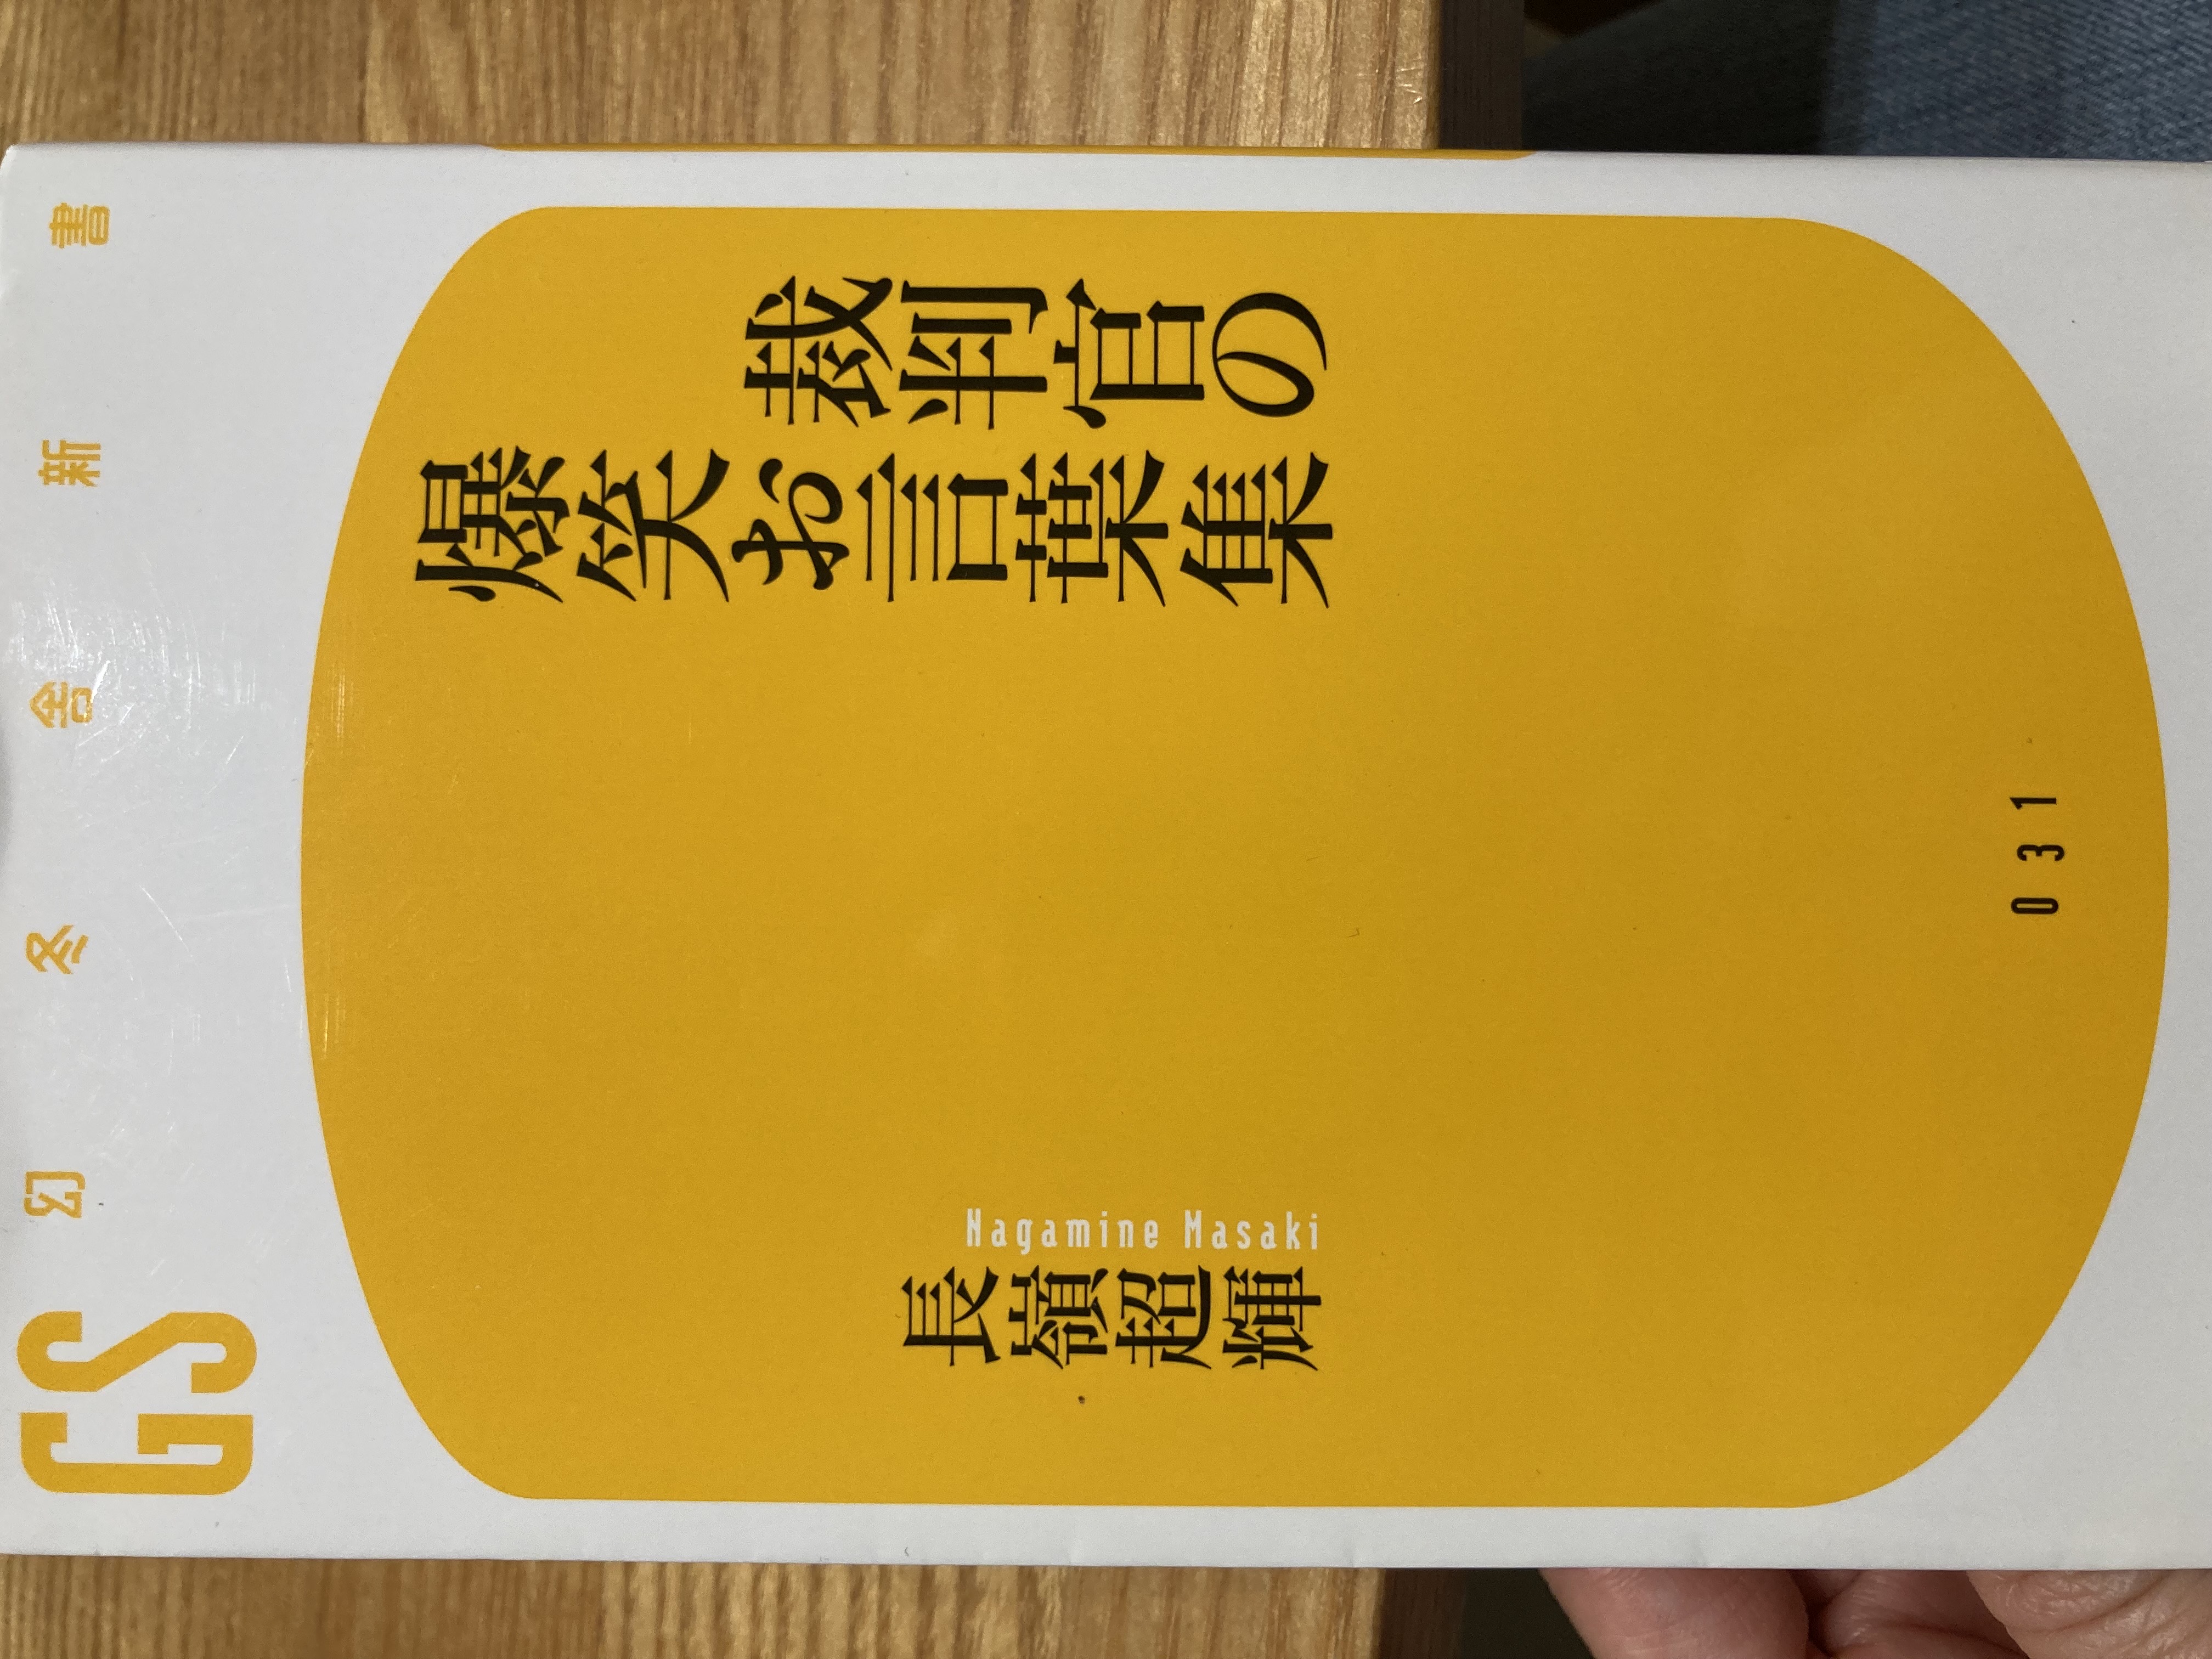 裁判官の
爆笑お言葉集
Nagamine Masaki
長嶺超輝
031
GS
幻冬舎新書